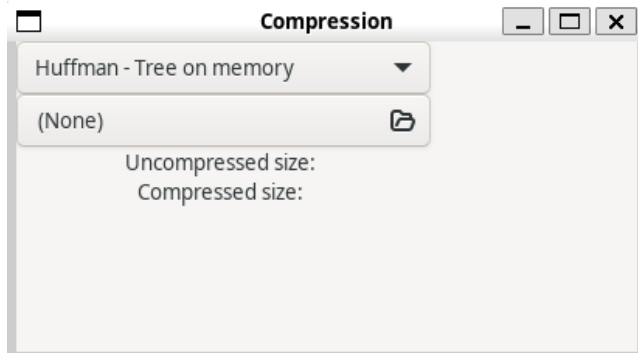 Compression
Huffman - Tree on memory
(None)
Uncompressed size:
Compressed size: